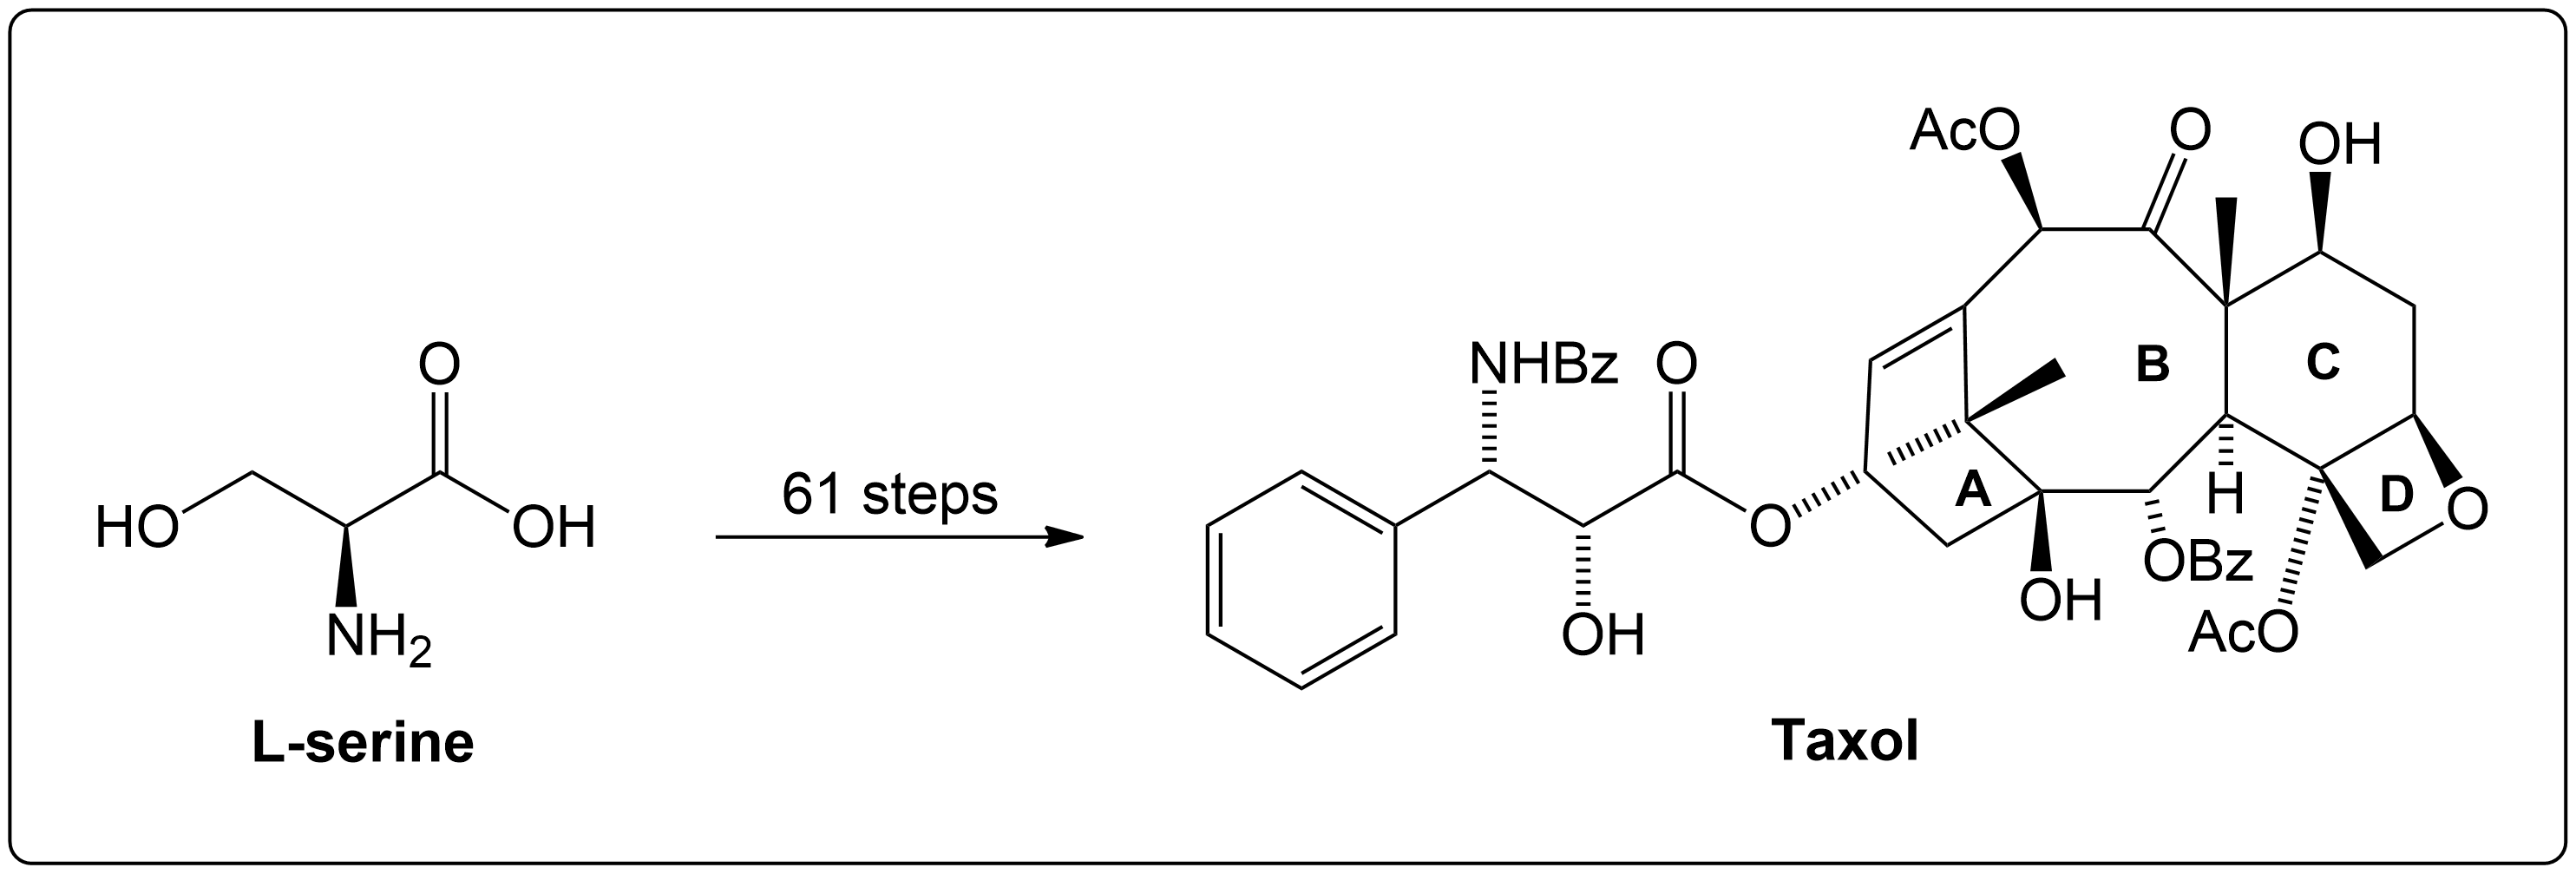 HO
O
OH
NH2
L-serine
61 steps
NHBz
O
OH
O
AcO
O
OH
A
B
C
D
H
O
OH
OBz
AcO
Taxol